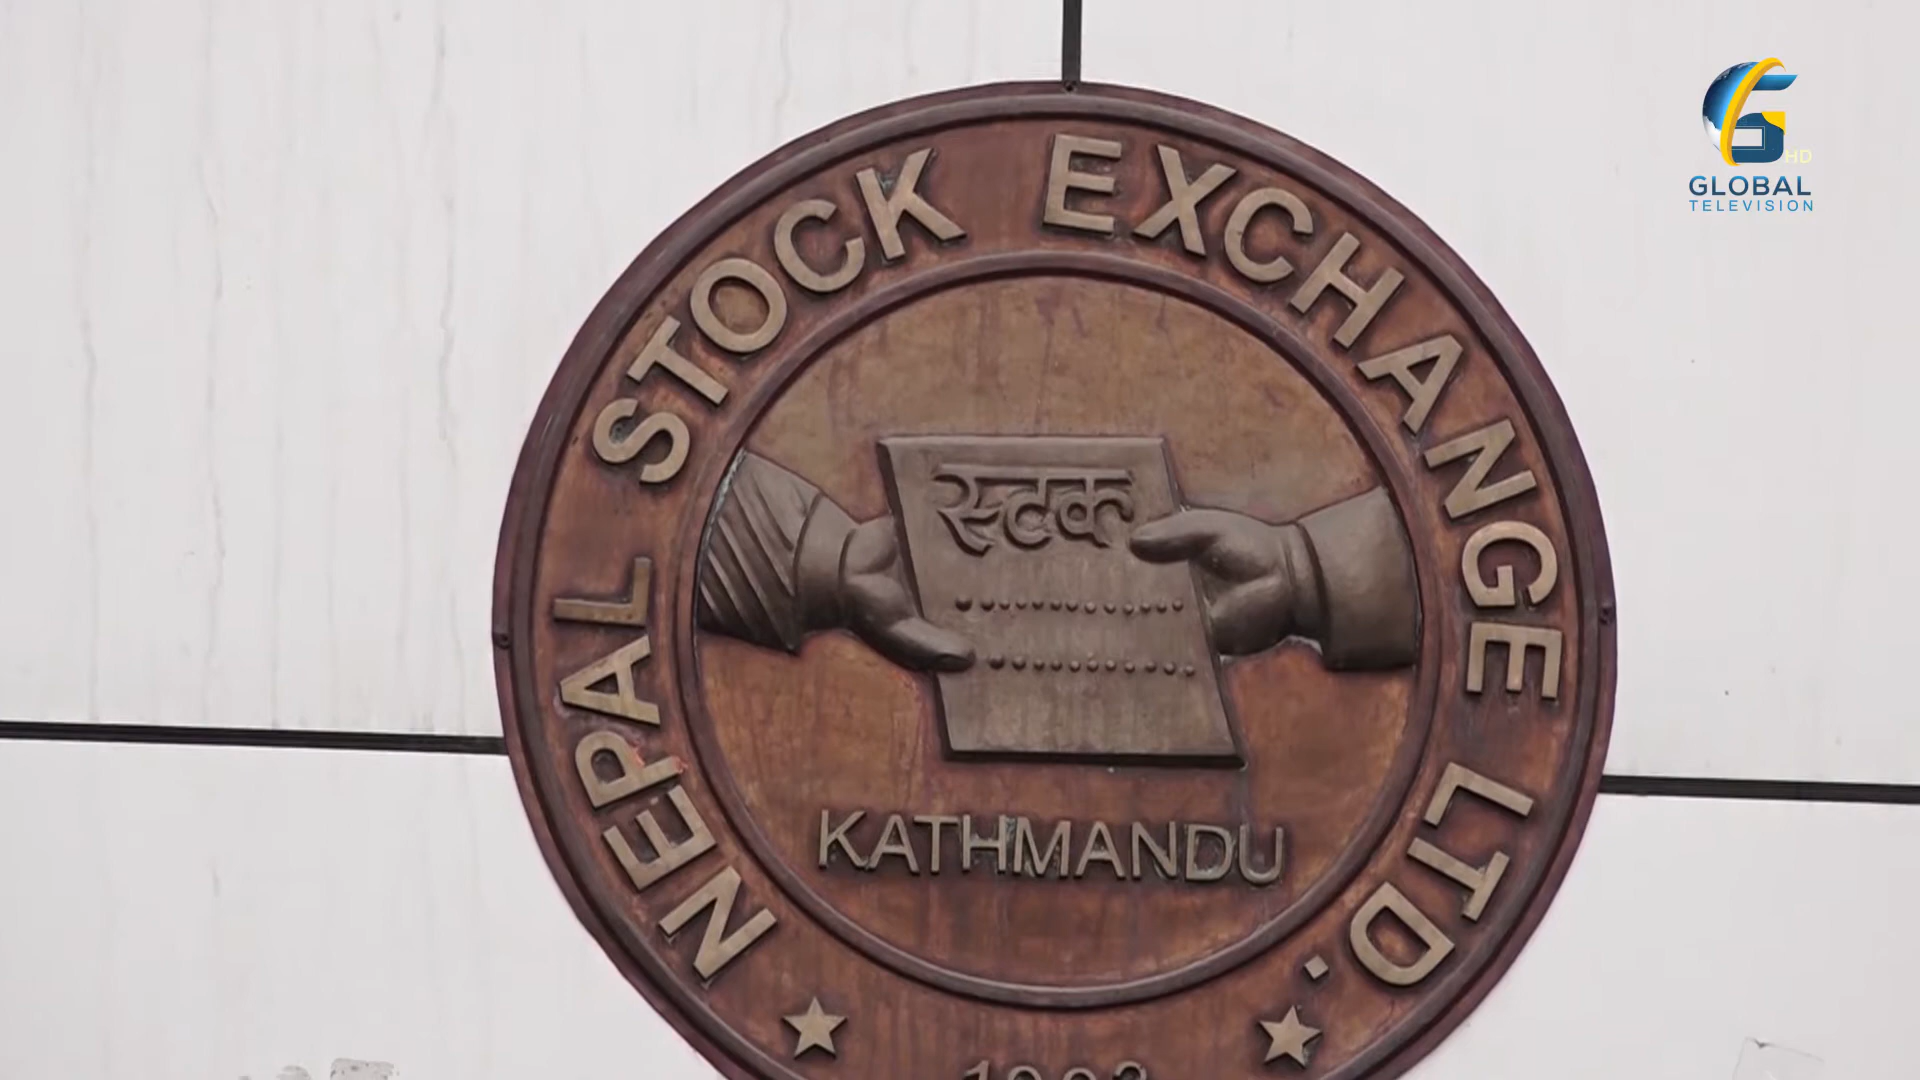 NEPAL STOCK EXCHANGE LTD.
स्टक
KATHMANDU
HD
GLOBAL
TELEVISION